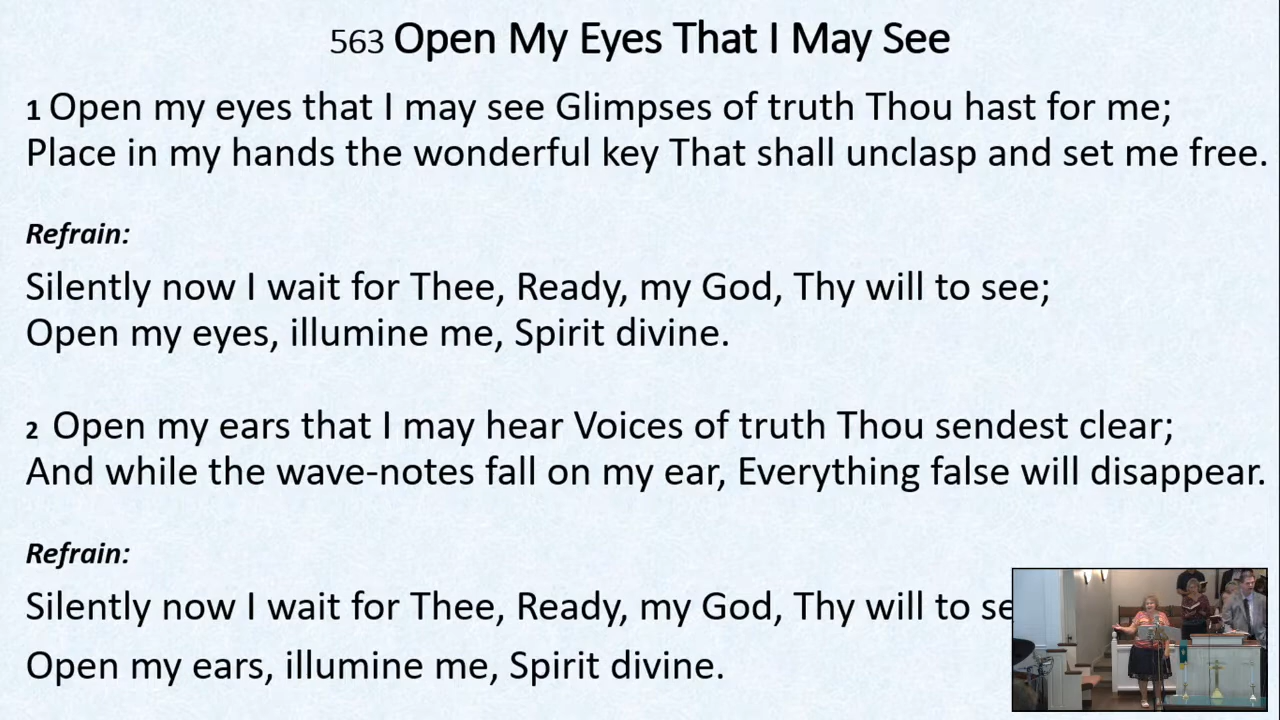 563 Open My Eyes That I May See
1 Open my eyes that I may see Glimpses of truth Thou hast for me;
Place in my hands the wonderful key That shall unclasp and set me free.
Refrain:
Silently now I wait for Thee, Ready, my God, Thy will to see;
Open my eyes, illumine me, Spirit divine.
2 Open my ears that I may hear Voices of truth Thou sendest clear;
And while the wave-notes fall on my ear, Everything false will disappear.
Refrain:
Silently now I wait for Thee, Ready, my God, Thy will to se
Open my ears, illumine me, Spirit divine.